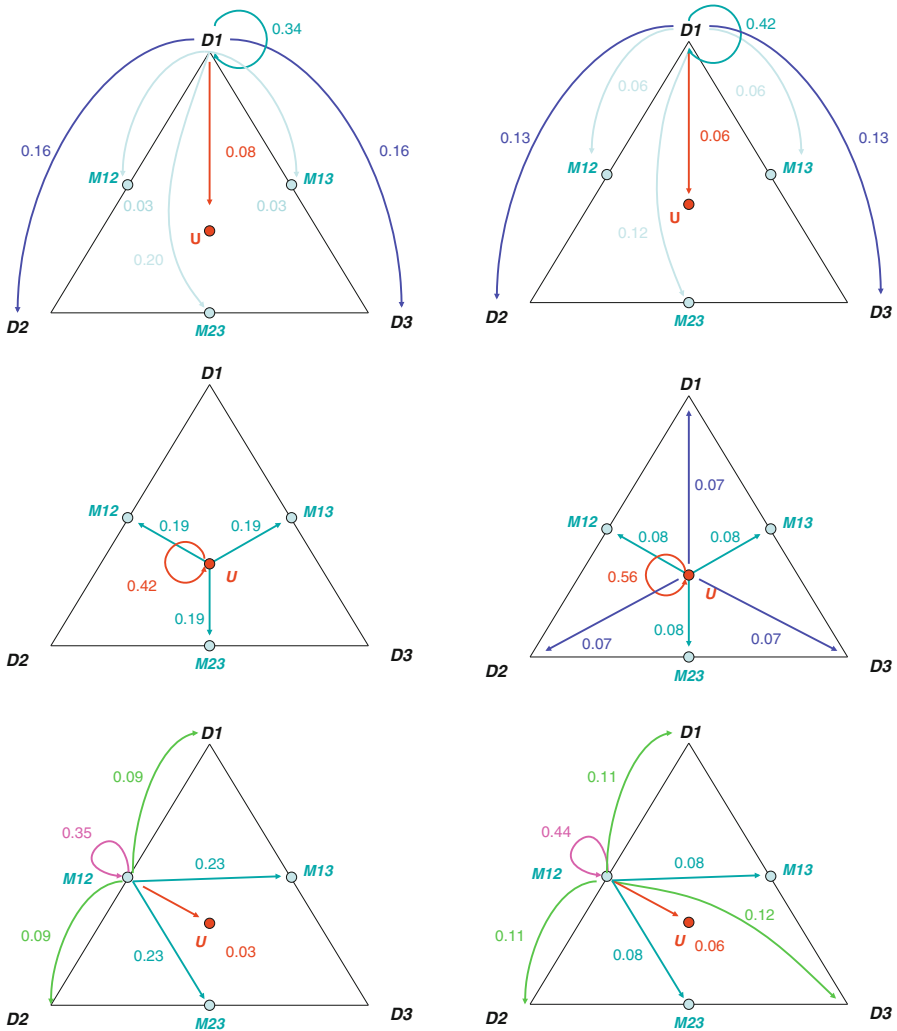 D1
0.34
0.16
0.08
0.16
M12
M13
0.03
0.03
U
0.20
D2
D3
M23
D1
0.42
0.06
0.06
0.13
0.06
0.13
M12
M13
U
0.12
D2
D3
M23
D1
M12
0.19
0.19
M13
0.42
U
0.19
D2
D3
M23
D1
0.07
M12
0.08
0.08
M13
0.56
U
0.08
0.07
0.07
D2
D3
M23
D1
0.09
0.35
M12
0.23
M13
0.09
U
0.03
0.23
D2
D3
M23
D1
0.11
0.44
M12
0.08
M13
0.12
0.11
U
0.06
0.08
D2
D3
M23